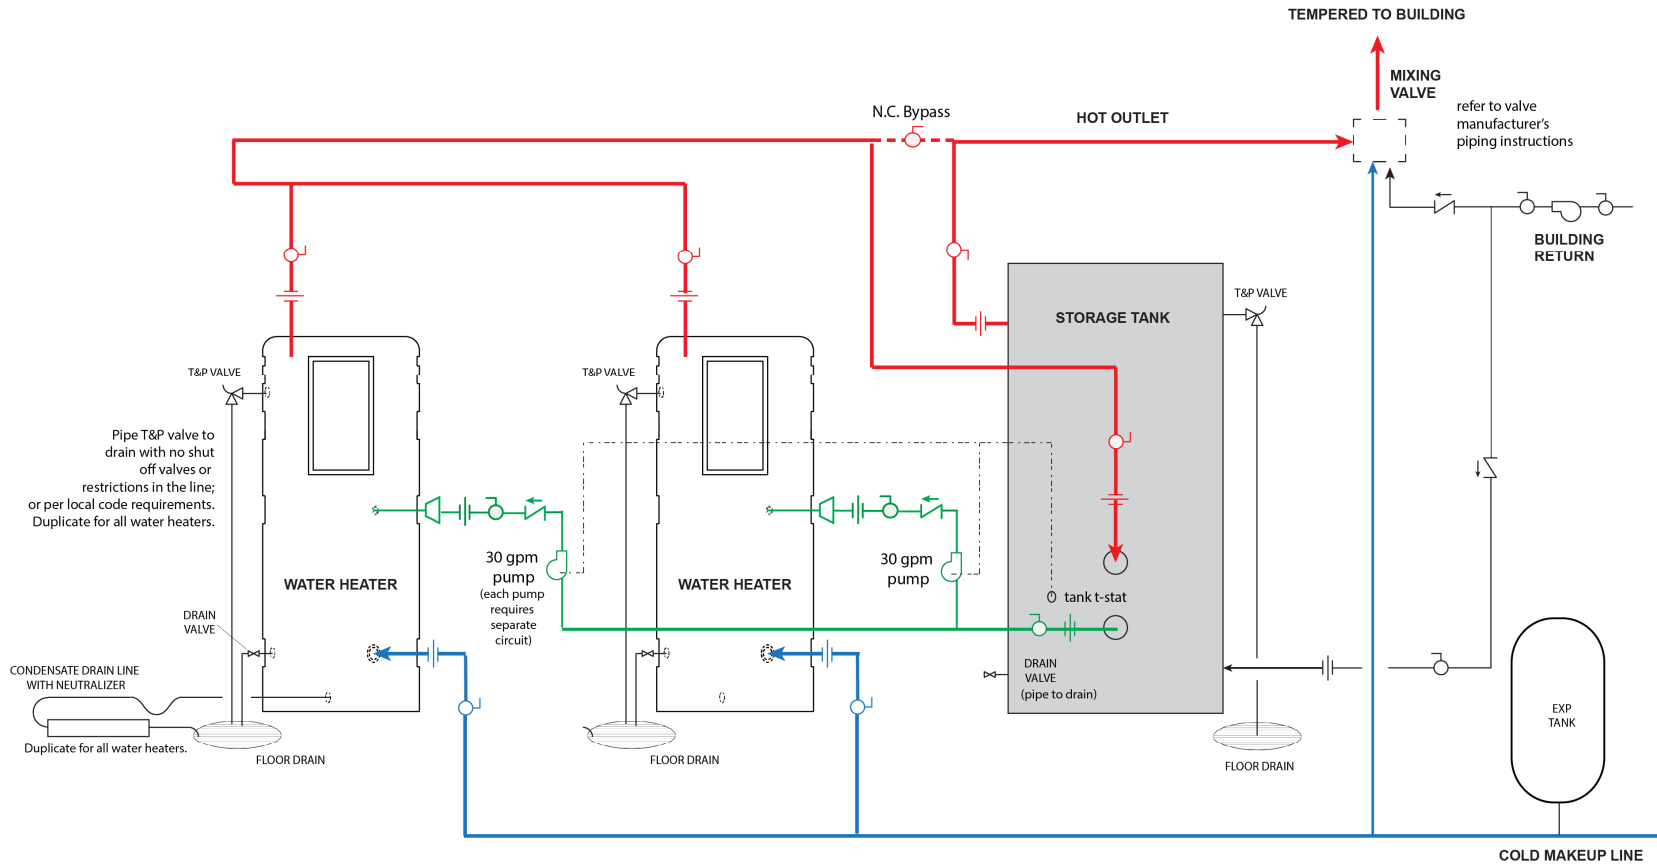 TEMPERED TO BUILDING
MIXING
VALVE
refer to valve
manufacturer's
piping instructions
N.C. Bypass
HOT OUTLET
BUILDING
RETURN
T&P VALVE
STORAGE TANK
T&P VALVE
T&P VALVE
Pipe T&P valve to
drain with no shut
off valves or
restrictions in the line;
or per local code requirements.
Duplicate for all water heaters.
30 gpm
pump
(each pump
requires
separate
circuit)
30 gpm
pump
WATER HEATER
WATER HEATER
tank t-stat
DRAIN
VALVE
DRAIN
VALVE
(pipe to drain)
CONDENSATE DRAIN LINE
WITH NEUTRALIZER
Duplicate for all water heaters.
EXP
TANK
FLOOR DRAIN
FLOOR DRAIN
FLOOR DRAIN
COLD MAKEUP LINE